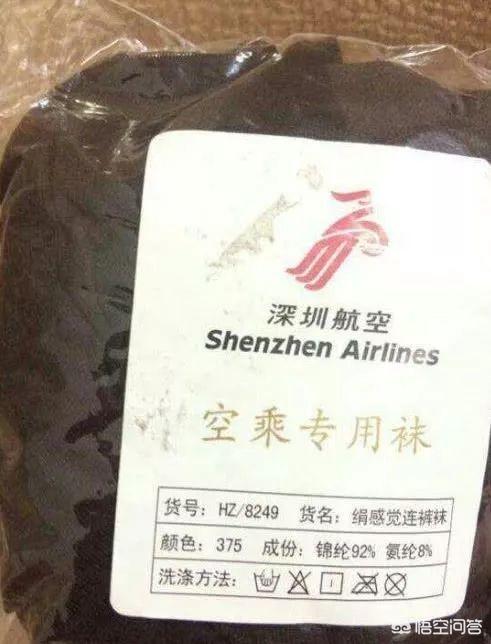 深圳航空
Shenzhen Airlines
空乘专用袜
货号：HZ/8249 货名：绢感觉连裤袜
颜色：375 成份：锦纶92% 氨纶8%
洗涤方法：
悟空问答